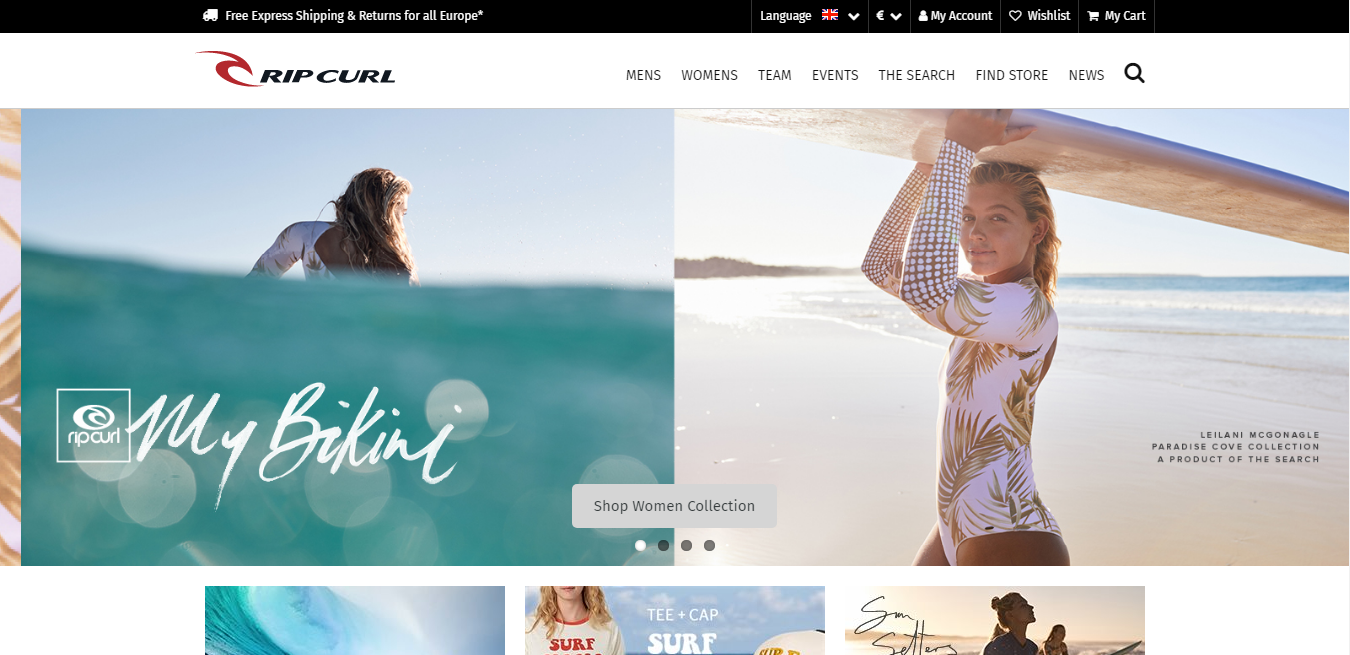 Free Express Shipping & Returns for all Europe*
Language
€
My Account
Wishlist
My Cart
RIP CURL
MENS WOMENS TEAM EVENTS THE SEARCH FIND STORE NEWS
rip curl
My Bikini
LEILANI MCGONAGLE
PARADISE COVE COLLECTION
A PRODUCT OF THE SEARCH
Shop Women Collection
TEE + CAP
SURF
SURF
Sun
Setters